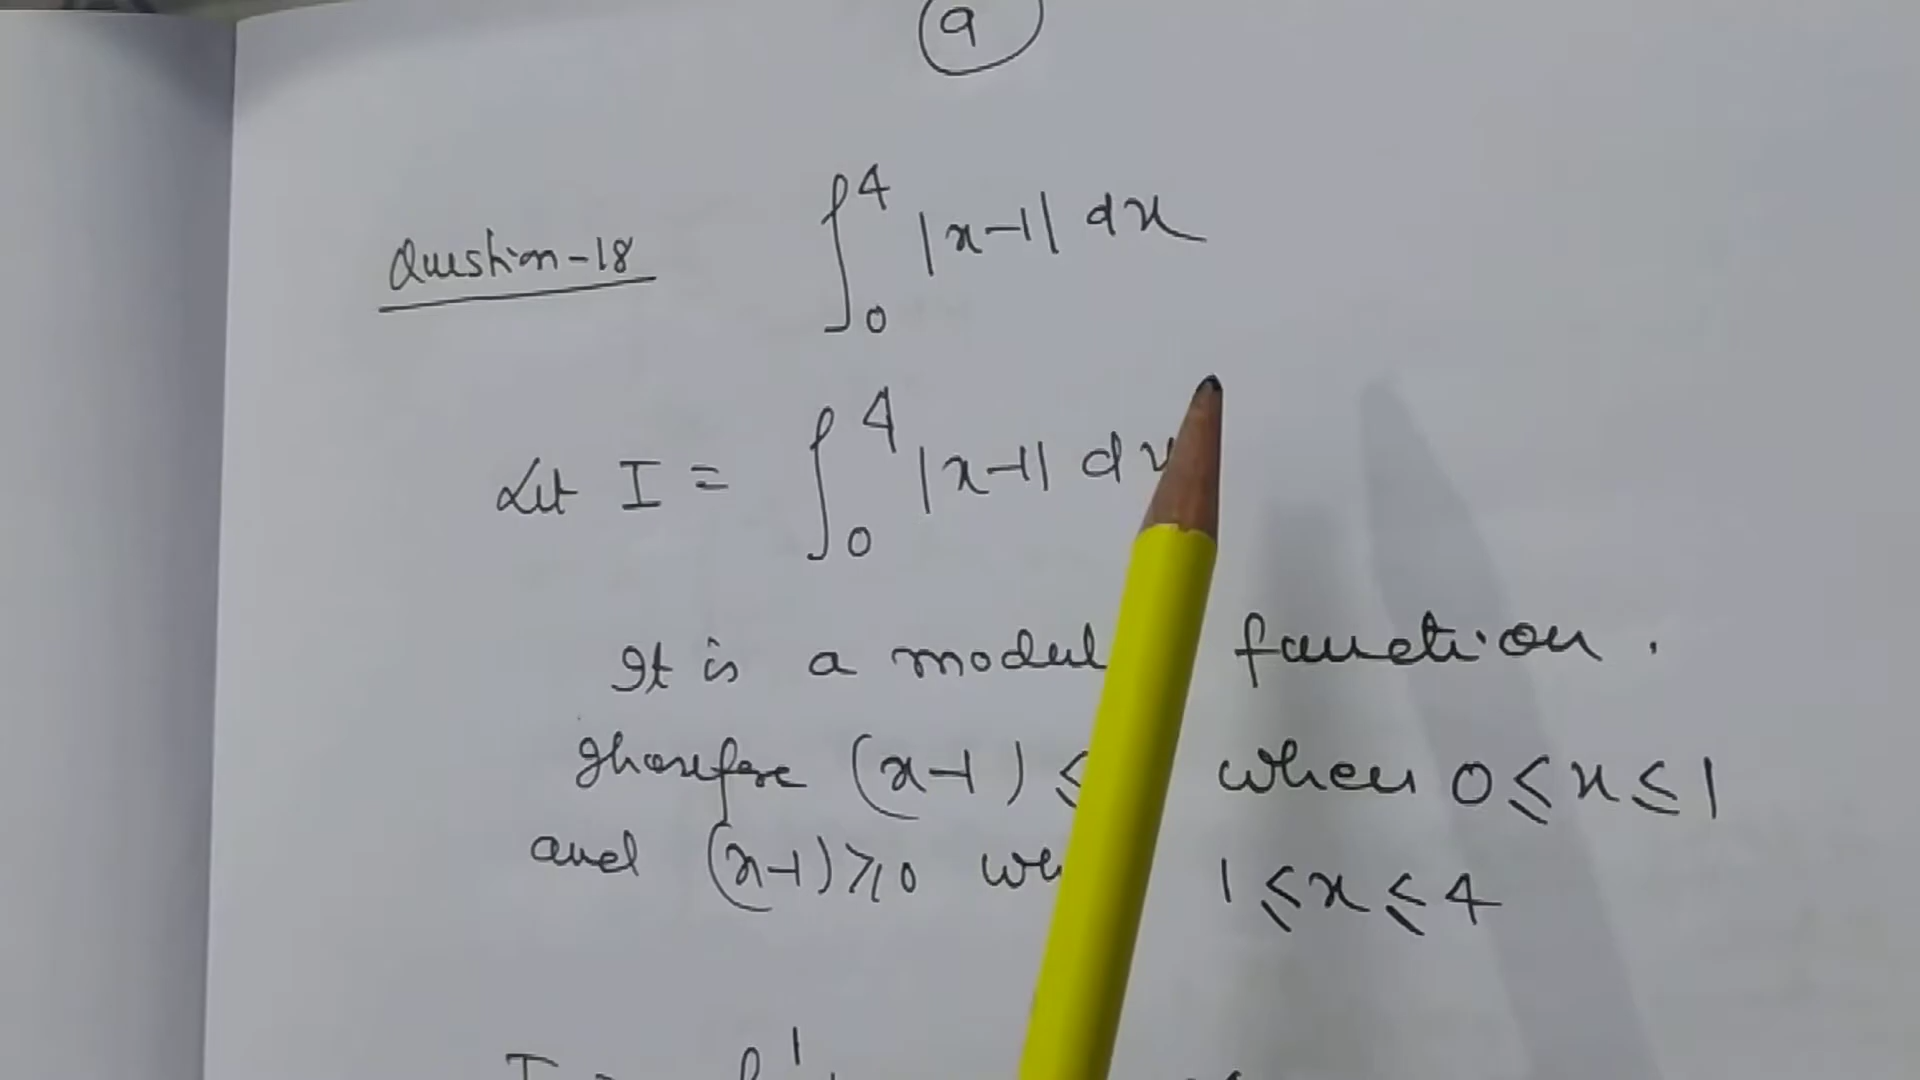 9
Question-18 ∫₀⁴ |x-1| dx
Let I = ∫₀⁴ |x-1| dx
It is a function.
Therefore (x-1) ≤ when 0 ≤ x ≤ 1
and (x-1) ≥ 0 1 ≤ x ≤ 4